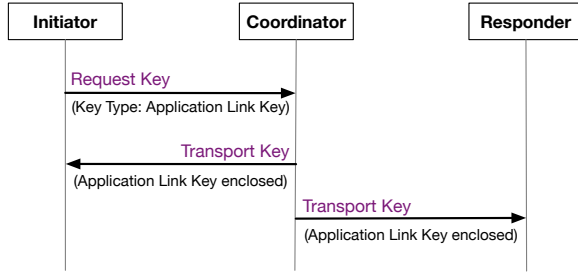 Initiator
Coordinator
Responder
Request Key
(Key Type: Application Link Key)
Transport Key
(Application Link Key enclosed)
Transport Key
(Application Link Key enclosed)